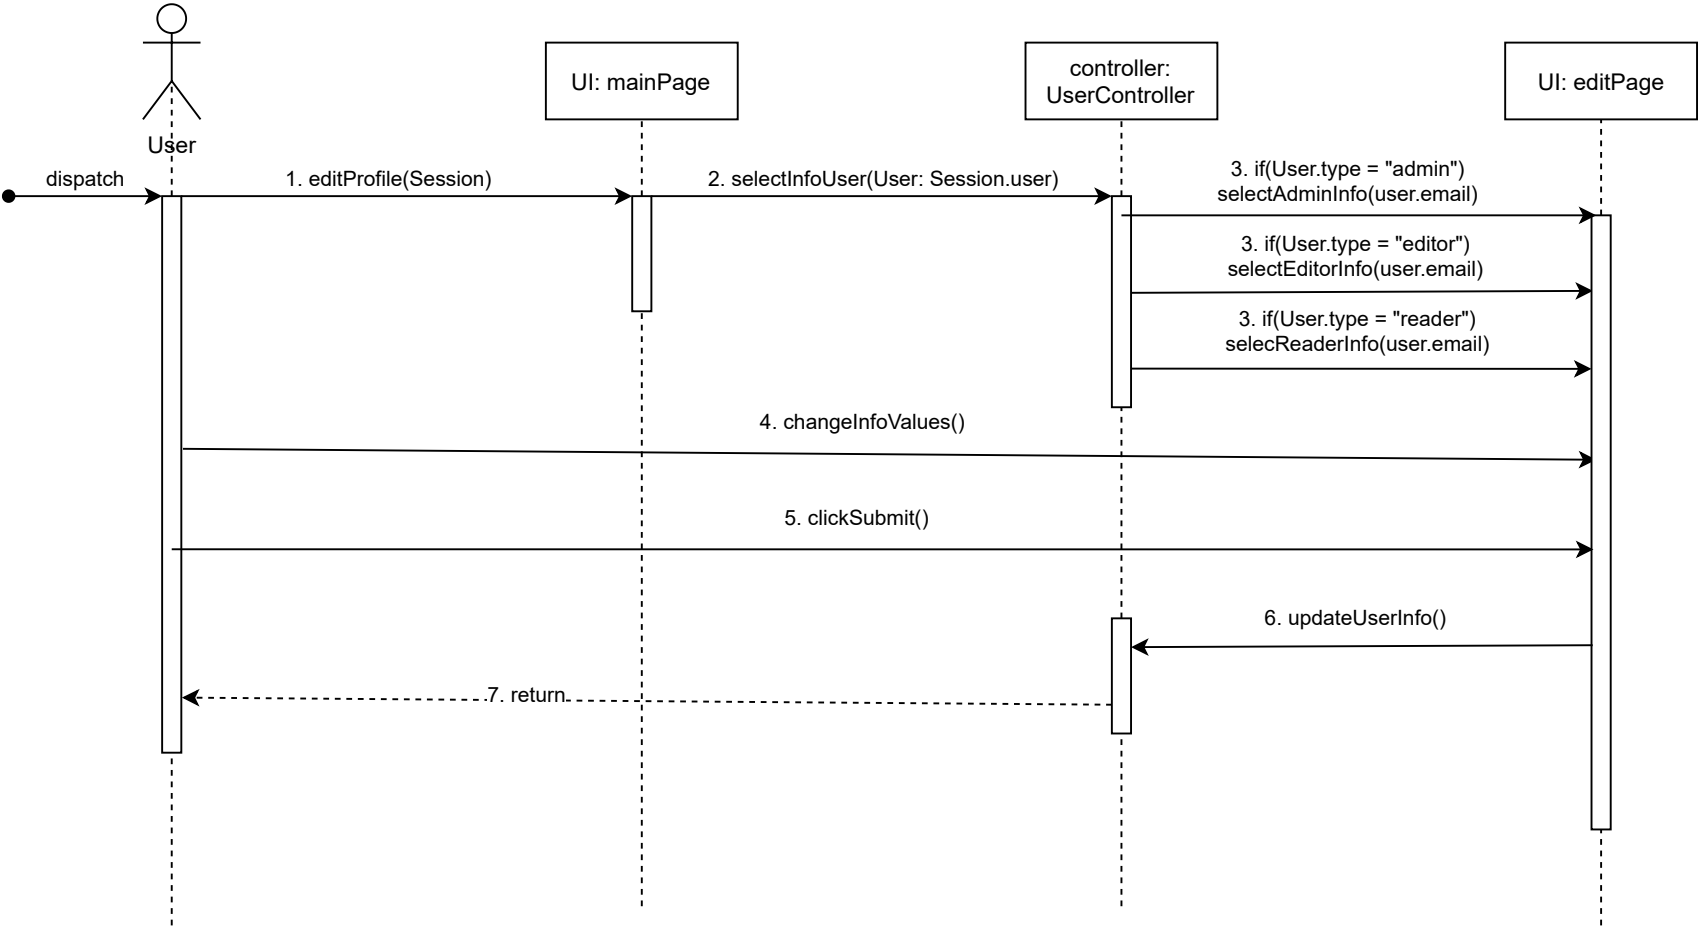 UI: mainPage
controller:
UserController
UI: editPage
User
dispatch
1. editProfile(Session)
2. selectInfoUser(User: Session.user)
3. if(User.type = "admin")
selectAdminInfo(user.email)
3. if(User.type = "editor")
selectEditorInfo(user.email)
3. if(User.type = "reader")
selecReaderInfo(user.email)
4. changeInfoValues()
5. clickSubmit()
6. updateUserInfo()
7. return